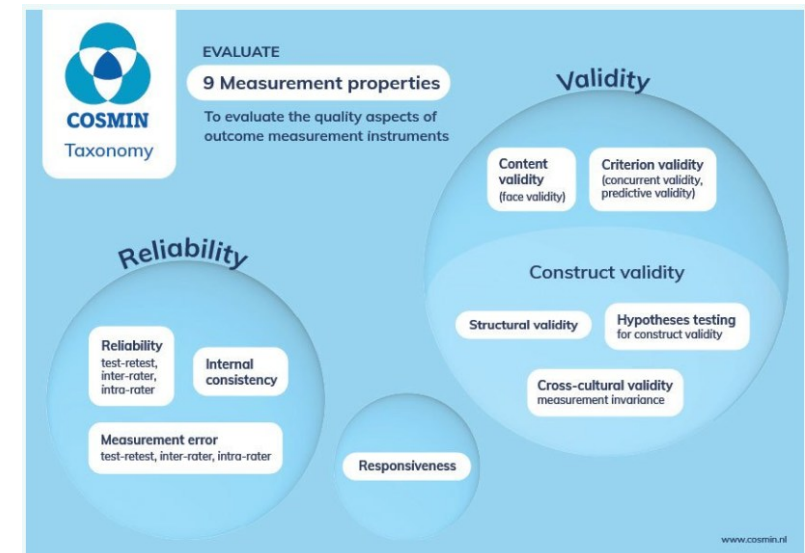 COSMIN
Taxonomy
EVALUATE
9 Measurement properties
To evaluate the quality aspects of
outcome measurement instruments
Reliability
Reliability
test-retest,
inter-rater,
intra-rater
Internal
consistency
Measurement error
test-retest, inter-rater, intra-rater
Responsiveness
Validity
Content
validity
(face validity)
Criterion validity
(concurrent validity,
predictive validity)
Construct validity
Structural validity
Hypotheses testing
for construct validity
Cross-cultural validity
measurement invariance
www.cosmin.nl